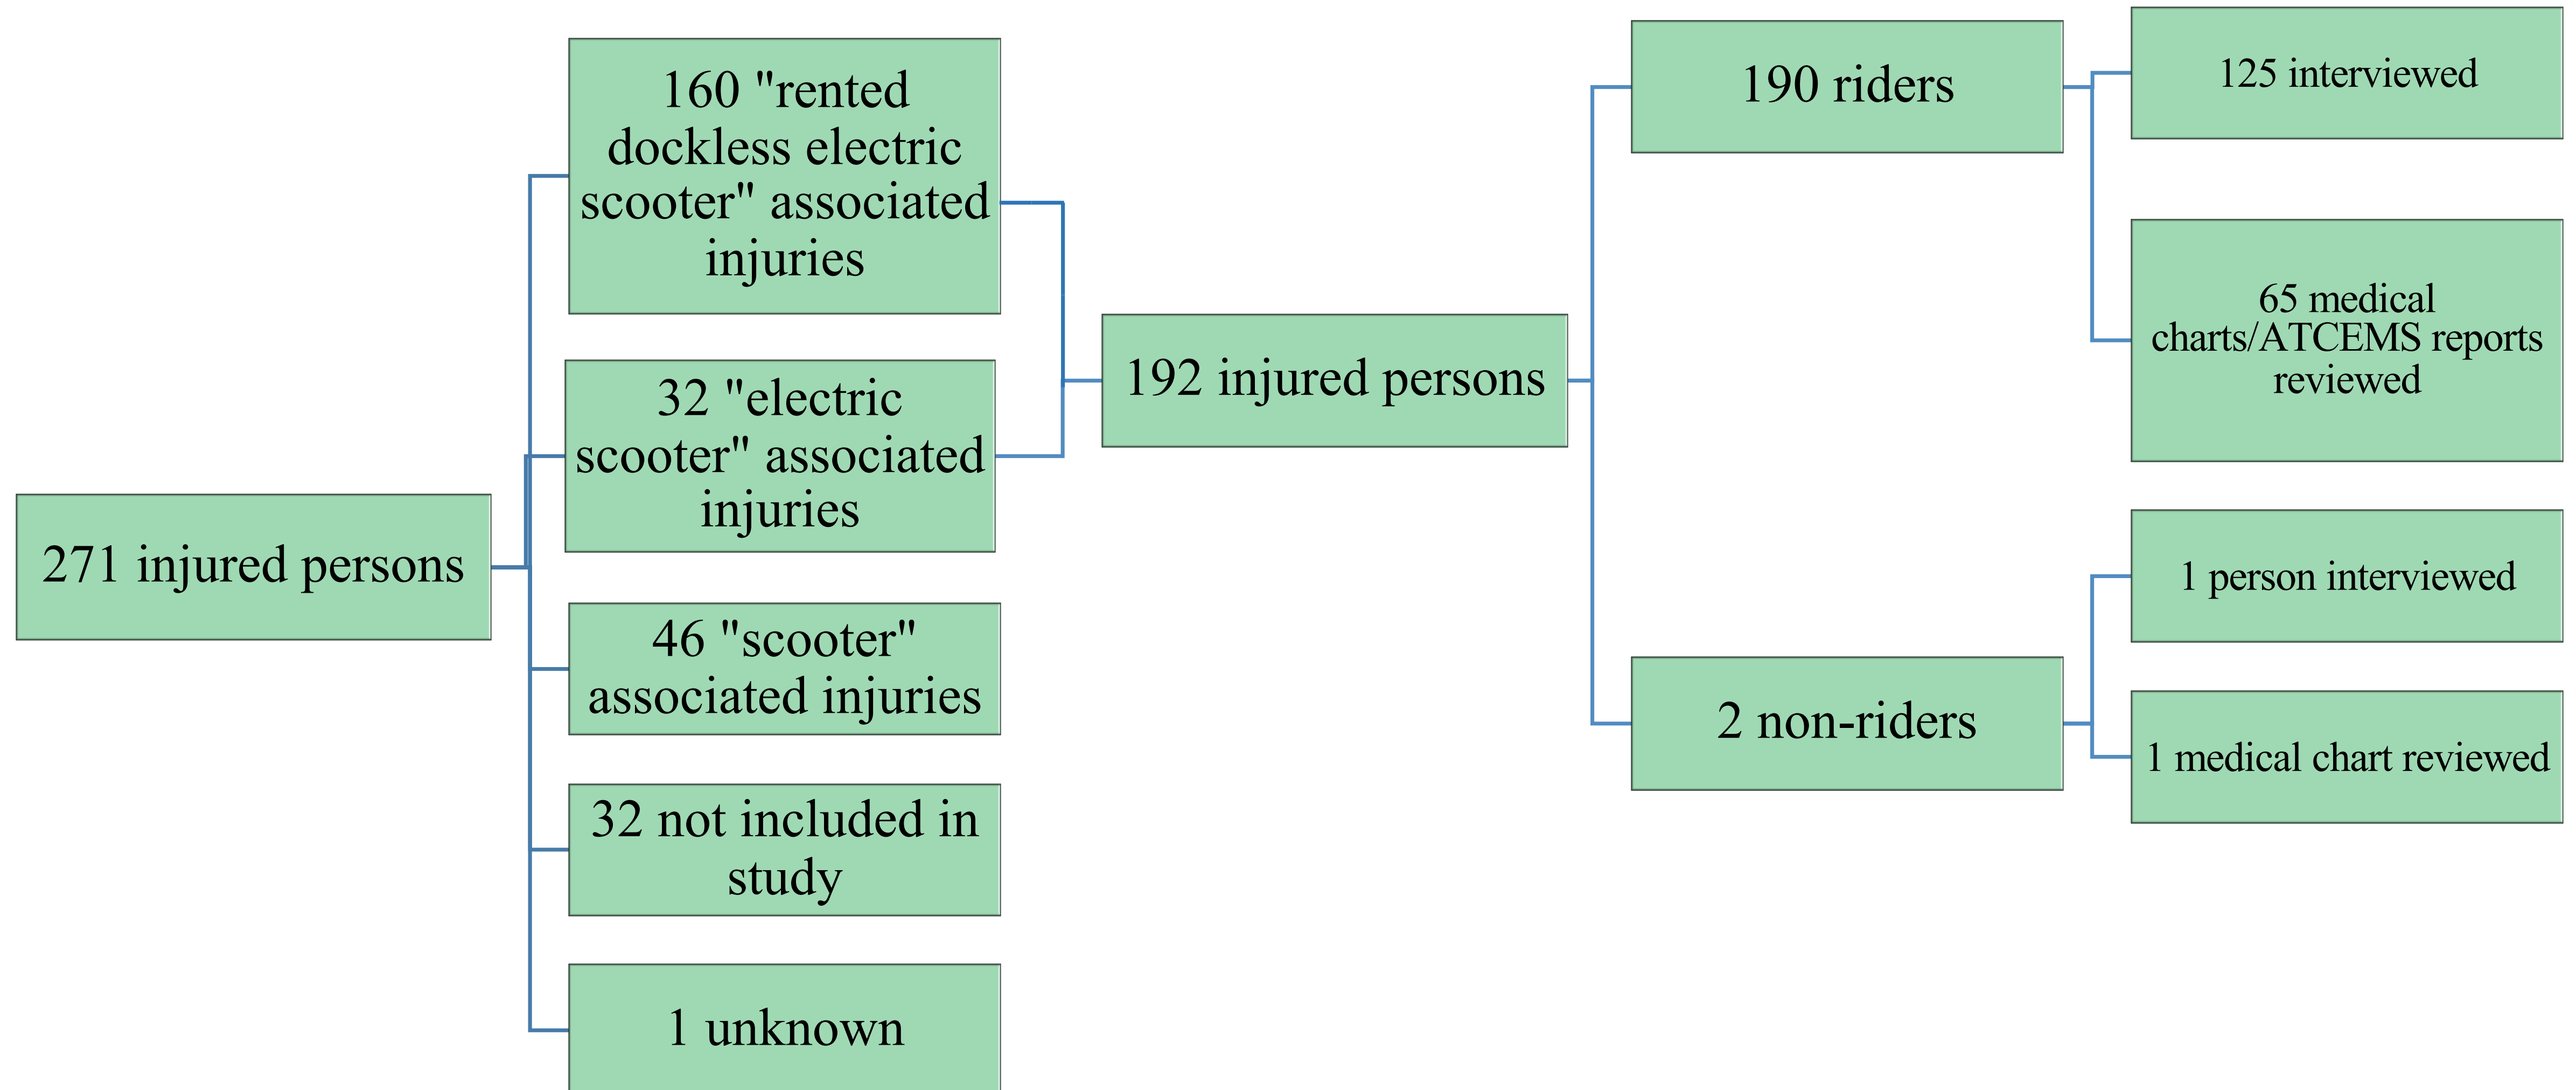 271 injured persons
160 "rented
dockless electric
scooter" associated
injuries
32 "electric
scooter" associated
injuries
46 "scooter"
associated injuries
32 not included in
study
1 unknown
192 injured persons
190 riders
2 non-riders
125 interviewed
65 medical
charts/ATCEMS reports
reviewed
1 person interviewed
1 medical chart reviewed